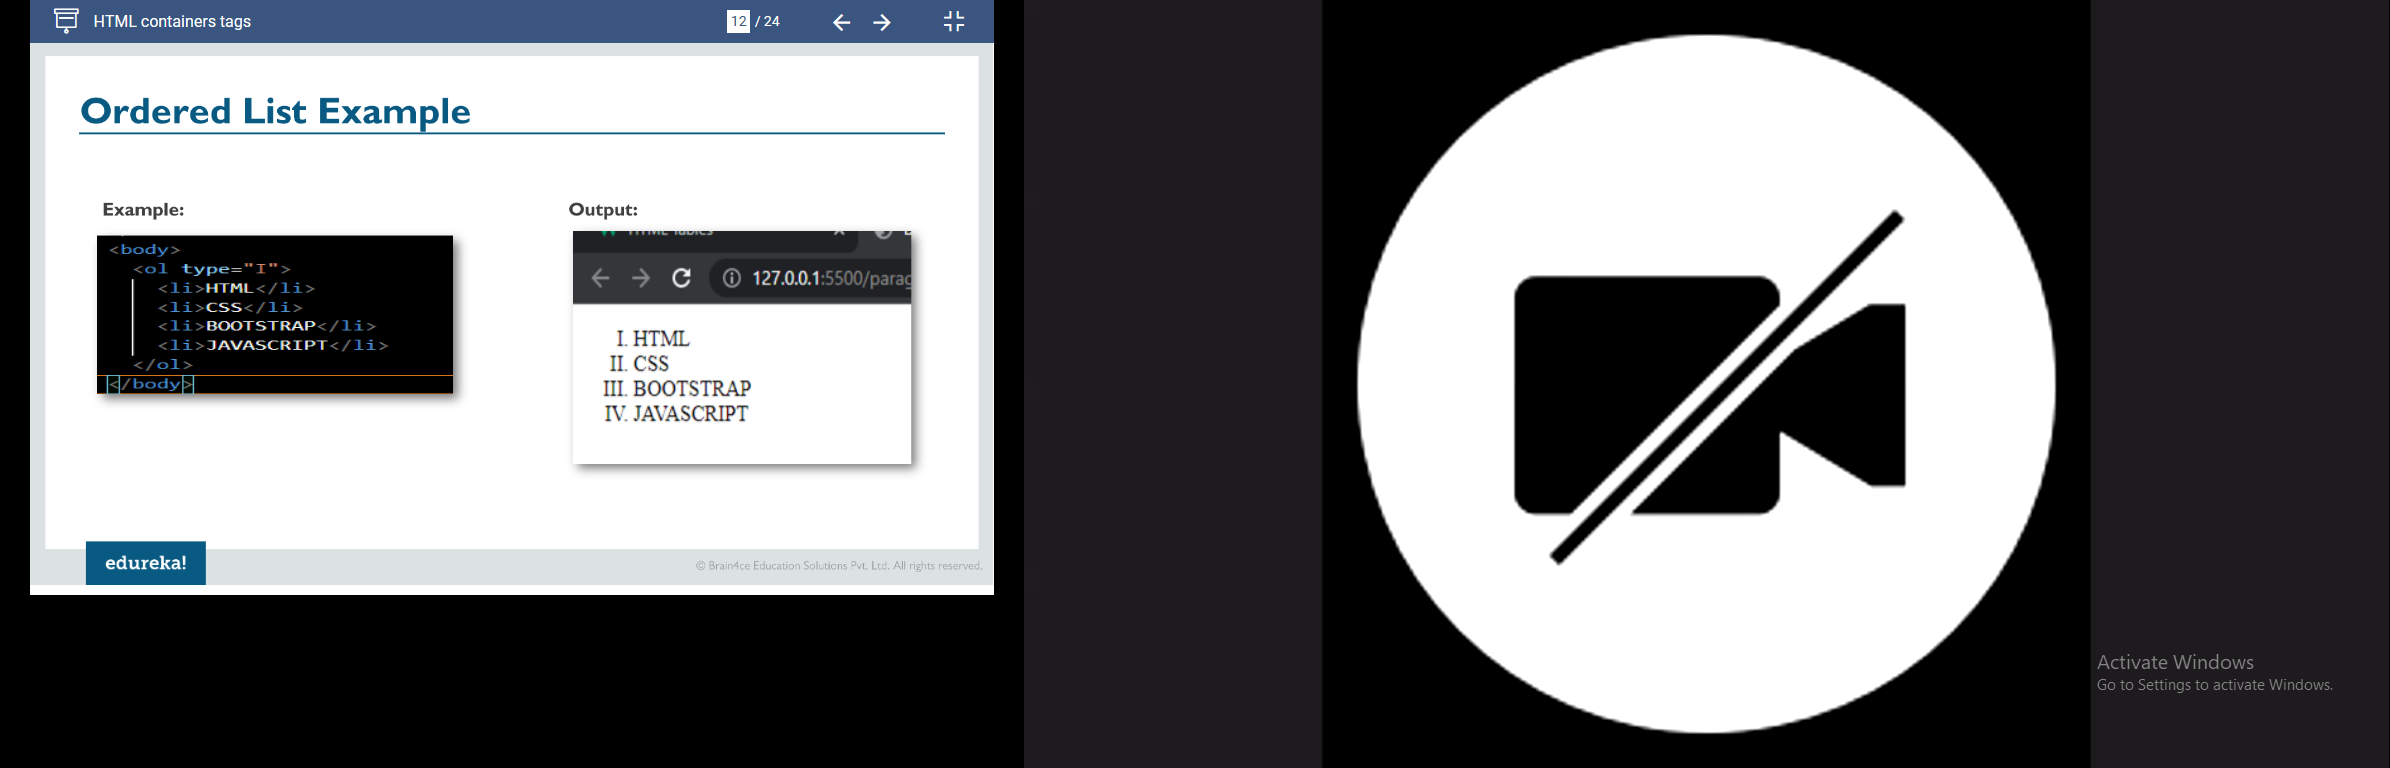 HTML containers tags
12 / 24
Ordered List Example
Example:
<body>
<ol type="I">
<li>HTML</li>
<li>CSS</li>
<li>BOOTSTRAP</li>
<li>JAVASCRIPT</li>
</ol>
</body>
Output:
HTML Tables
127.0.0.1:5500/parag
I. HTML
II. CSS
III. BOOTSTRAP
IV. JAVASCRIPT
edureka!
© Brain4ce Education Solutions Pvt. Ltd. All rights reserved.
Activate Windows
Go to Settings to activate Windows.